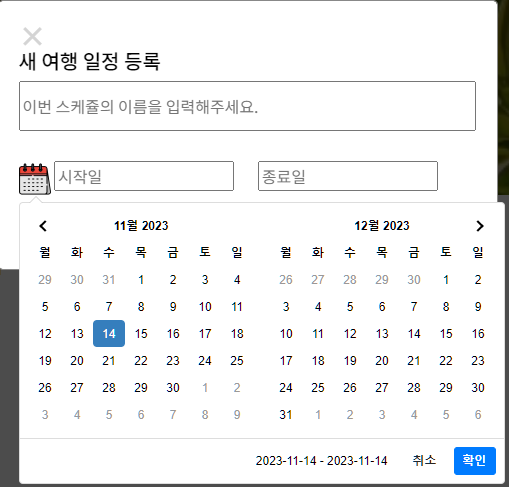 ×
새 여행 일정 등록
이번 스케쥴의 이름을 입력해주세요.
시작일 종료일
11월 2023 12월 2023
월 화 수 목 금 토 일 월 화 수 목 금 토 일
29 30 31 1 2 3 4 26 27 28 29 30 1 2
5 6 7 8 9 10 11 3 4 5 6 7 8 9
12 13 14 15 16 17 18 10 11 12 13 14 15 16
19 20 21 22 23 24 25 17 18 19 20 21 22 23
26 27 28 29 30 1 2 24 25 26 27 28 29 30
3 4 5 6 7 8 9 31 1 2 3 4 5 6
2023-11-14 - 2023-11-14 취소 확인